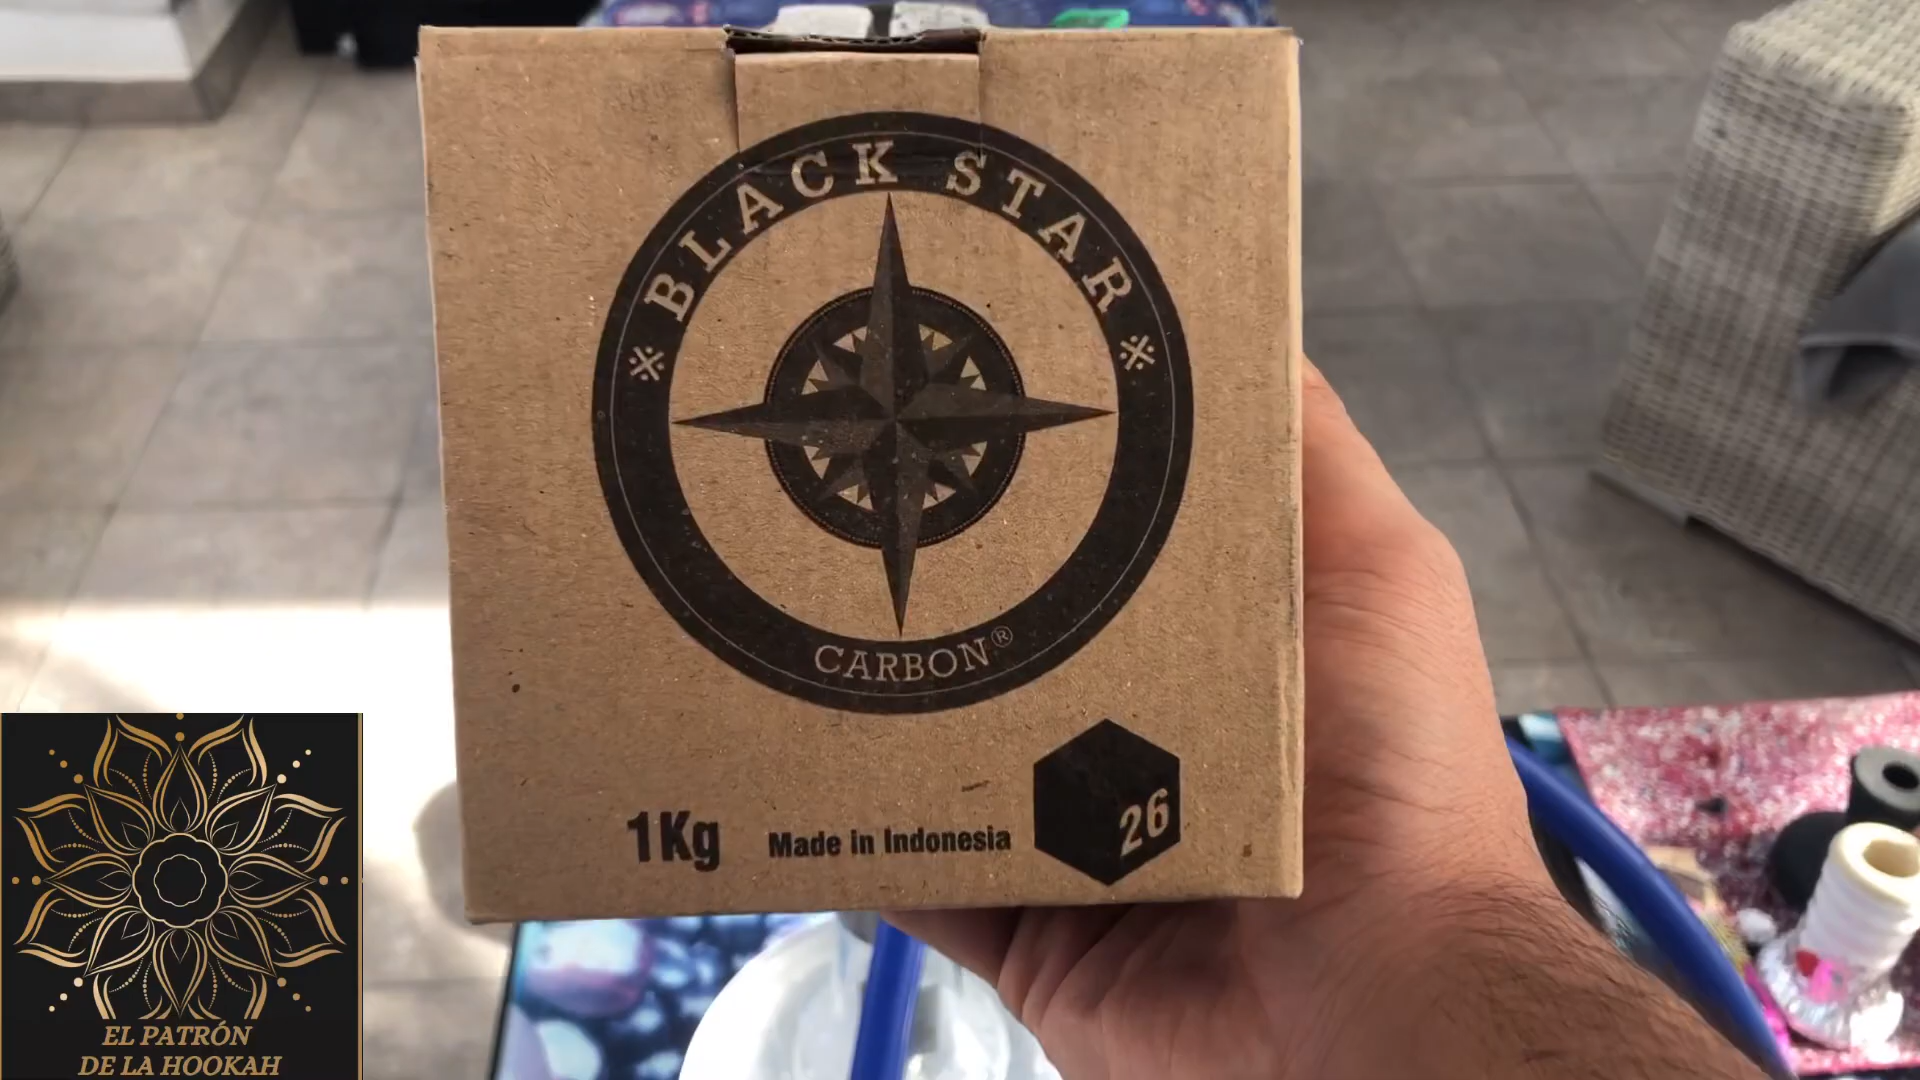 BLACK STAR
CARBON®
1Kg
Made in Indonesia
26
EL PATRÓN
DE LA HOOKAH